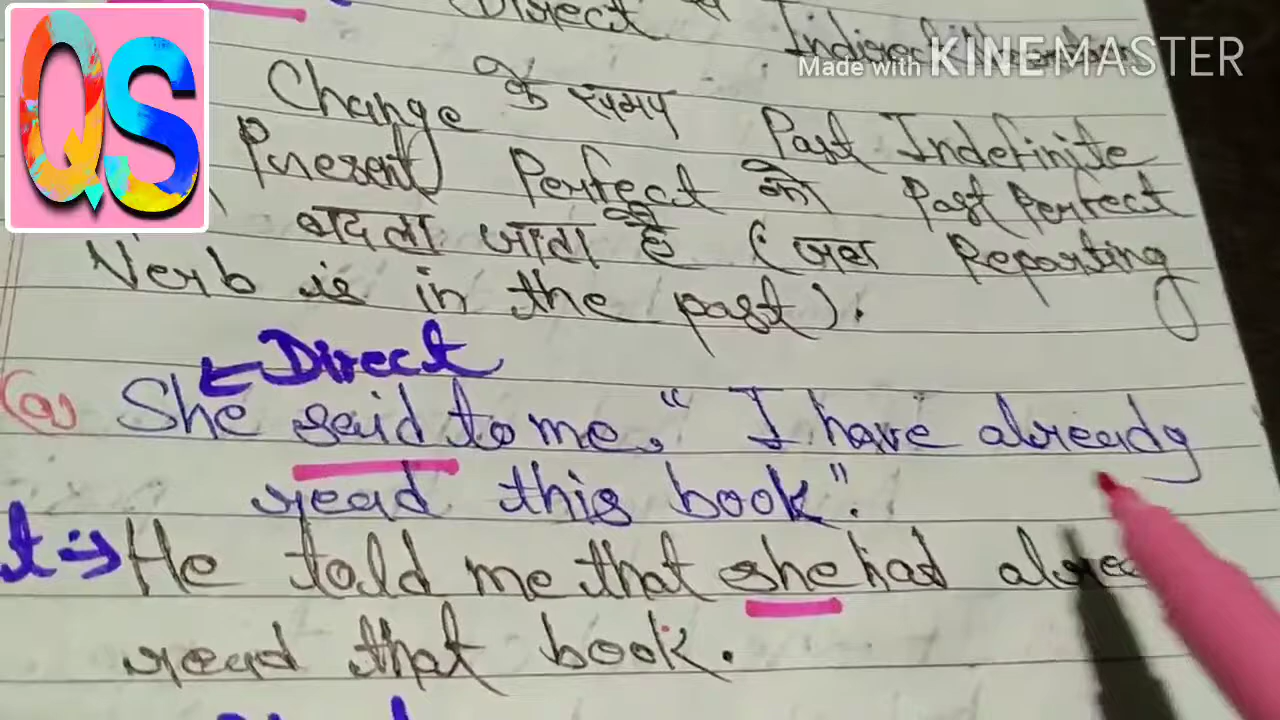 QS
Direct से Indirect
Made with KINEMASTER
Change के समय Past Indefinite
Present Perfect को Past Perfect
में बदला जाता है (जब Reporting
Verb is in the past).
Direct
(a) She said to me, "I have already
read this book".
t ⇒ He told me that she had alrea
read that book.